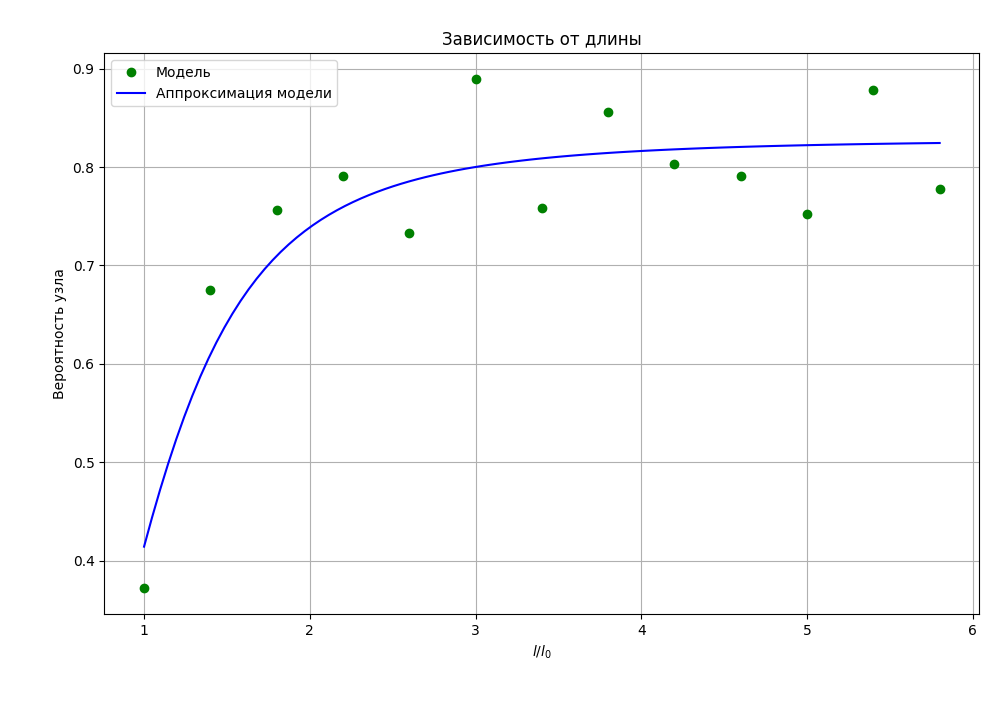 Зависимость от длины
Модель
Аппроксимация модели
Вероятность узла
0.9
0.8
0.7
0.6
0.5
0.4
1 2 3 4 5 6
l/l₀